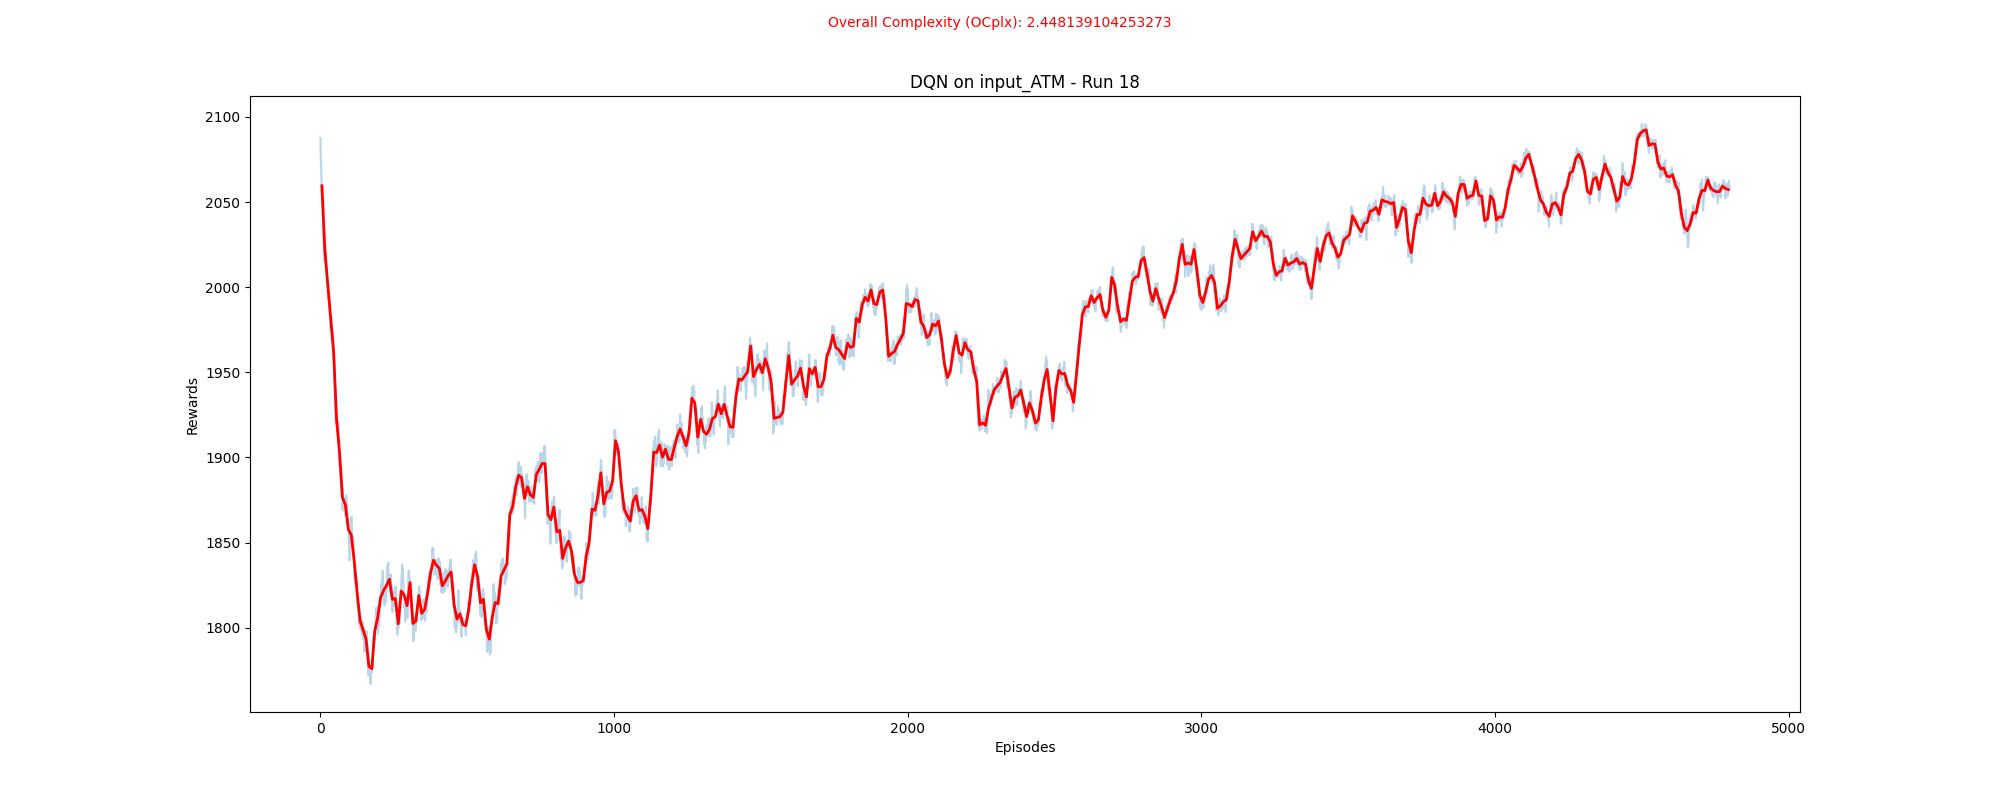 Overall Complexity (OCplx): 2.448139104253273
DQN on input_ATM - Run 18
Rewards
2100
2050
2000
1950
1900
1850
1800
0 1000 2000 3000 4000 5000
Episodes